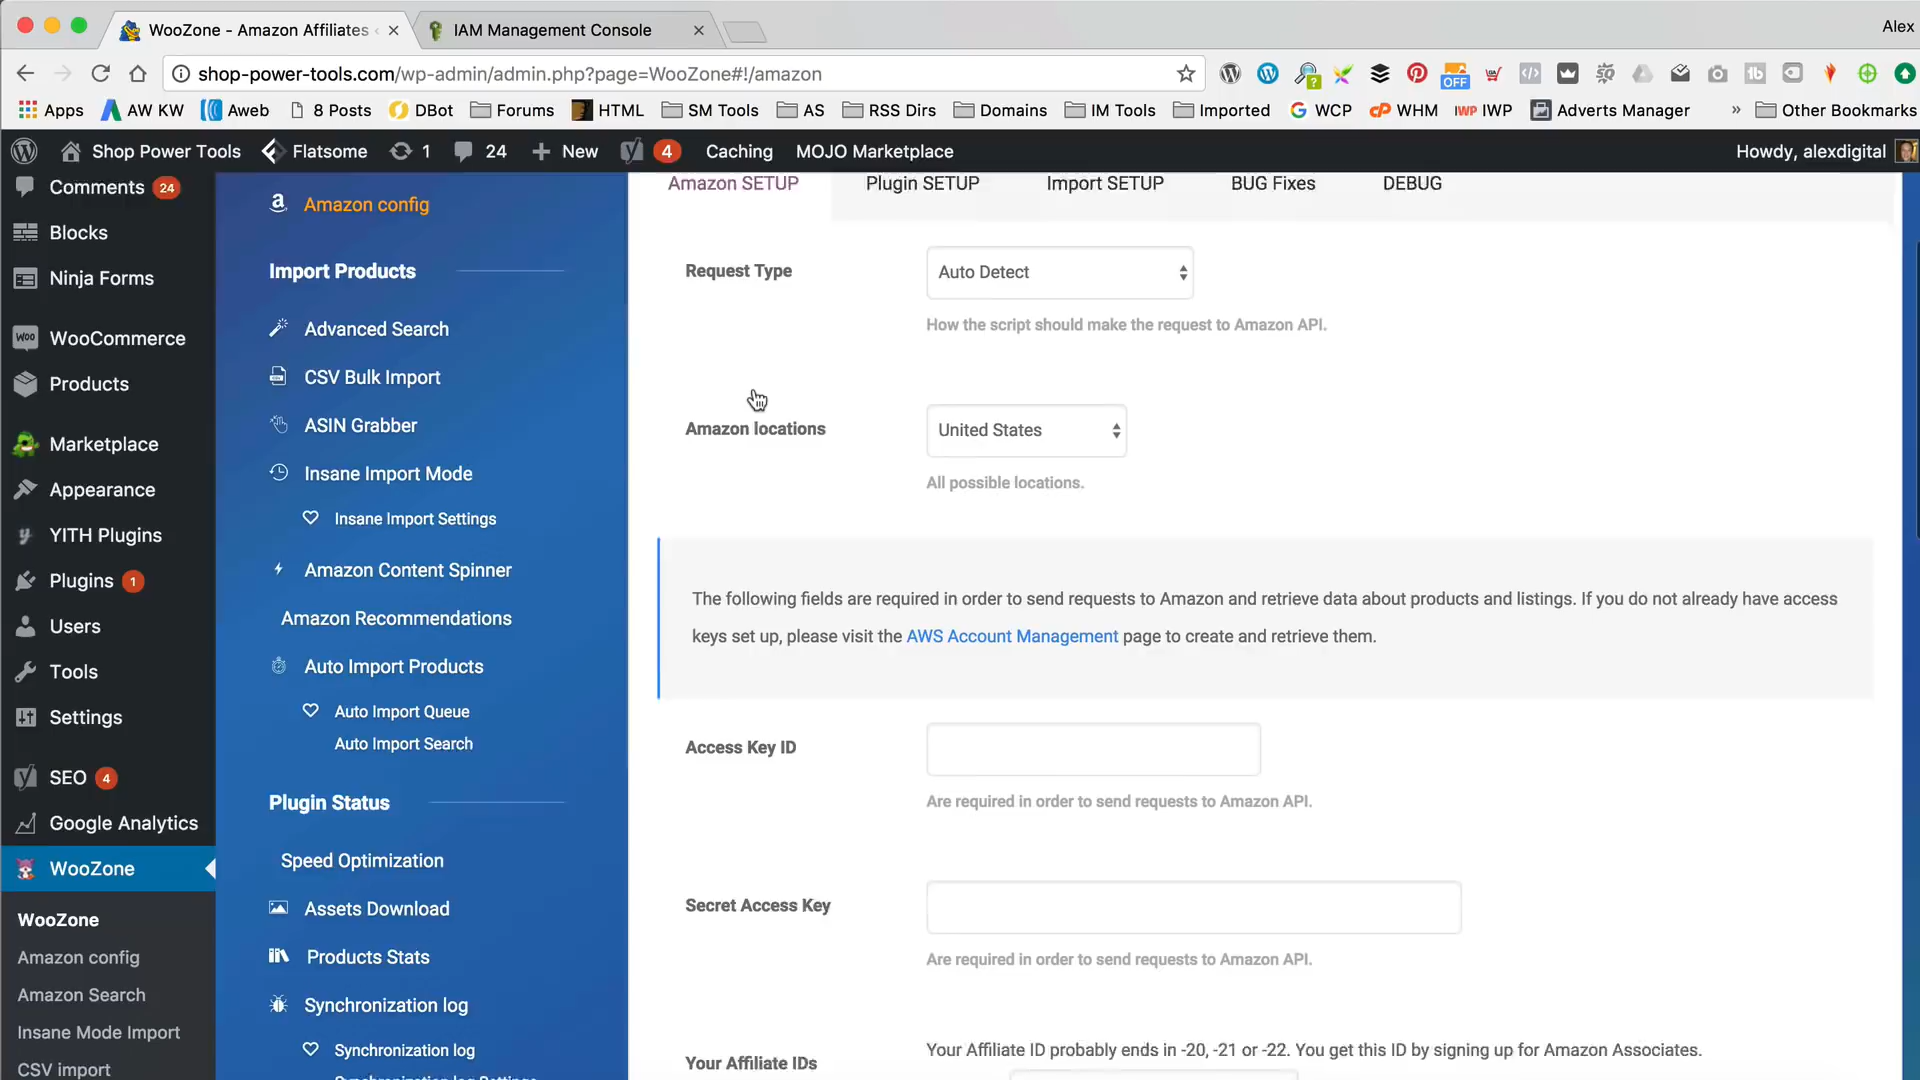 WooZone - Amazon Affiliates
IAM Management Console
Alex
shop-power-tools.com/wp-admin/admin.php?page=WooZone#!/amazon
OFF
Apps
AW KW
Aweb
8 Posts
DBot
Forums
HTML
SM Tools
AS
RSS Dirs
Domains
IM Tools
Imported
WCP
cP WHM
IWP IWP
Adverts Manager
»
Other Bookmarks
Shop Power Tools
Flatsome
1
24
New
4
Caching
MOJO Marketplace
Howdy, alexdigital
Comments 24
Blocks
Ninja Forms
WooCommerce
Products
Marketplace
Appearance
YITH Plugins
Plugins 1
Users
Tools
Settings
SEO 4
Google Analytics
WooZone
WooZone
Amazon config
Amazon Search
Insane Mode Import
CSV import
Amazon config
Import Products
Advanced Search
CSV Bulk Import
ASIN Grabber
Insane Import Mode
Insane Import Settings
Amazon Content Spinner
Amazon Recommendations
Auto Import Products
Auto Import Queue
Auto Import Search
Plugin Status
Speed Optimization
Assets Download
Products Stats
Synchronization log
Synchronization log
Synchronization log Settings
Amazon SETUP
Plugin SETUP
Import SETUP
BUG Fixes
DEBUG
Request Type
Auto Detect
How the script should make the request to Amazon API.
Amazon locations
United States
All possible locations.
The following fields are required in order to send requests to Amazon and retrieve data about products and listings. If you do not already have access
keys set up, please visit the AWS Account Management page to create and retrieve them.
Access Key ID
Are required in order to send requests to Amazon API.
Secret Access Key
Are required in order to send requests to Amazon API.
Your Affiliate IDs
Your Affiliate ID probably ends in -20, -21 or -22. You get this ID by signing up for Amazon Associates.